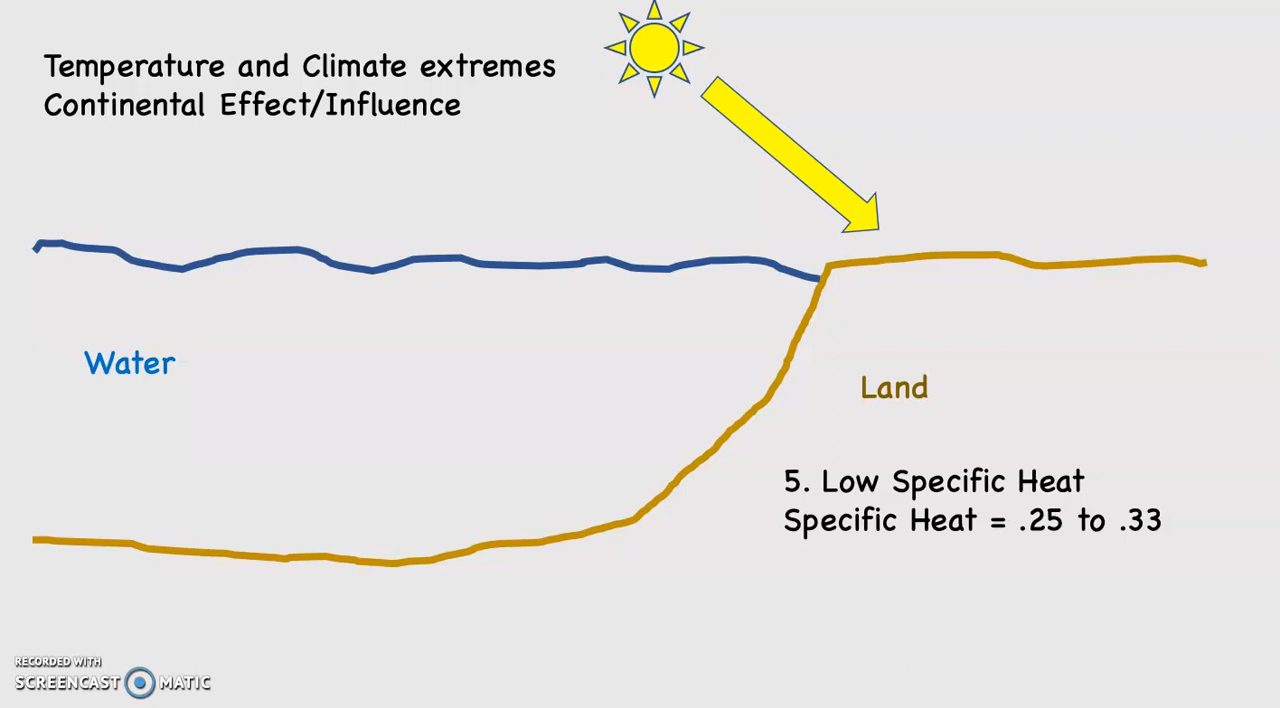 Temperature and Climate extremes
Continental Effect/Influence
Water
Land
5. Low Specific Heat
Specific Heat = .25 to .33
RECORDED WITH
SCREENCAST MATIC